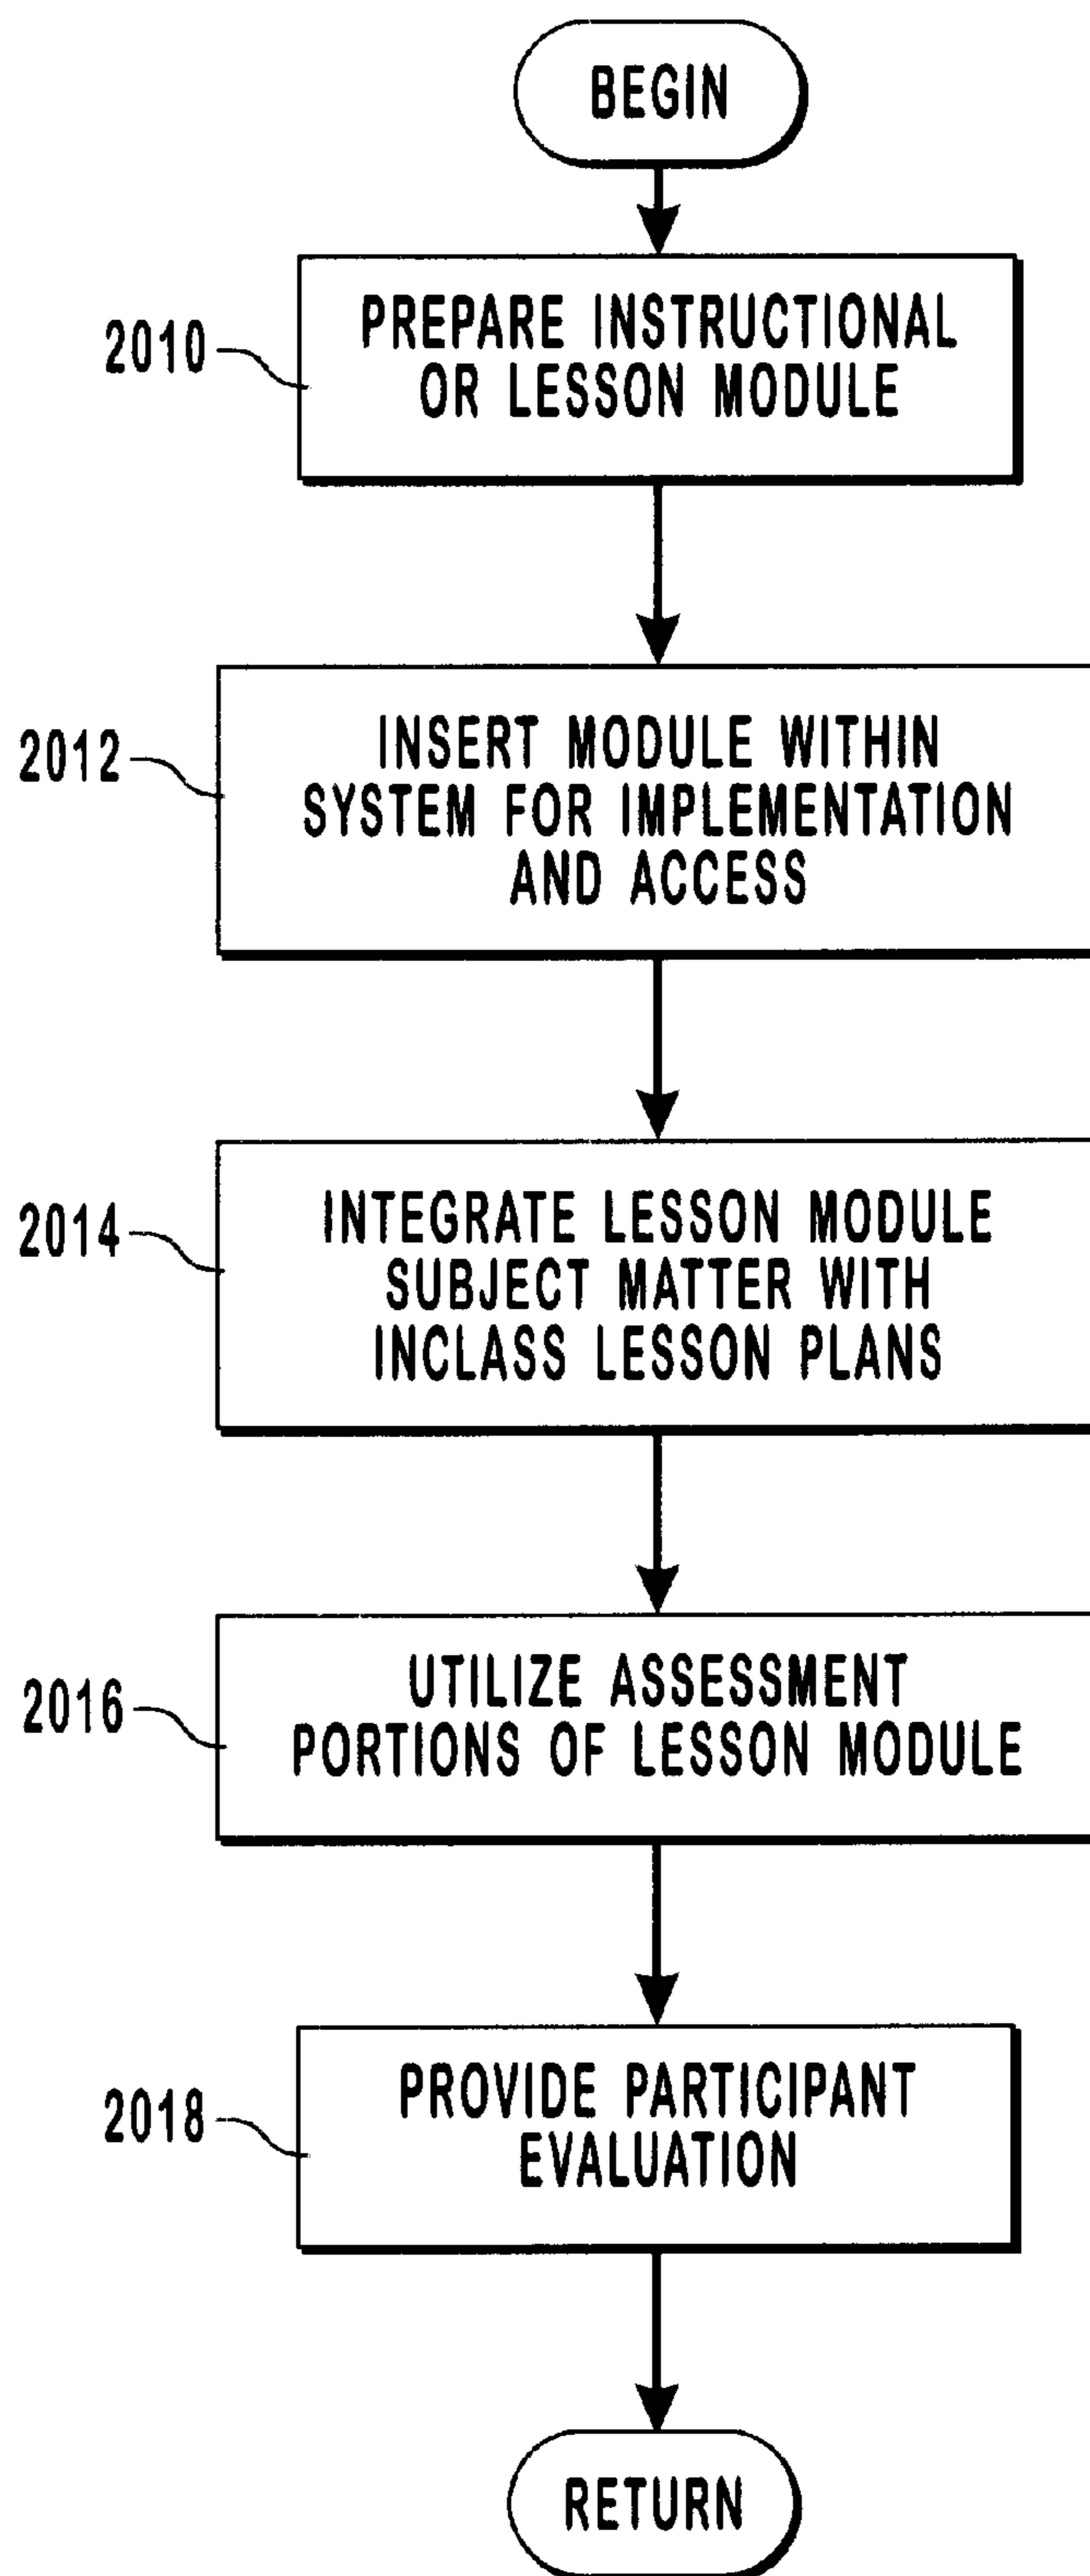 BEGIN
2010
PREPARE INSTRUCTIONAL
OR LESSON MODULE
2012
INSERT MODULE WITHIN
SYSTEM FOR IMPLEMENTATION
AND ACCESS
2014
INTEGRATE LESSON MODULE
SUBJECT MATTER WITH
INCLASS LESSON PLANS
2016
UTILIZE ASSESSMENT
PORTIONS OF LESSON MODULE
2018
PROVIDE PARTICIPANT
EVALUATION
RETURN